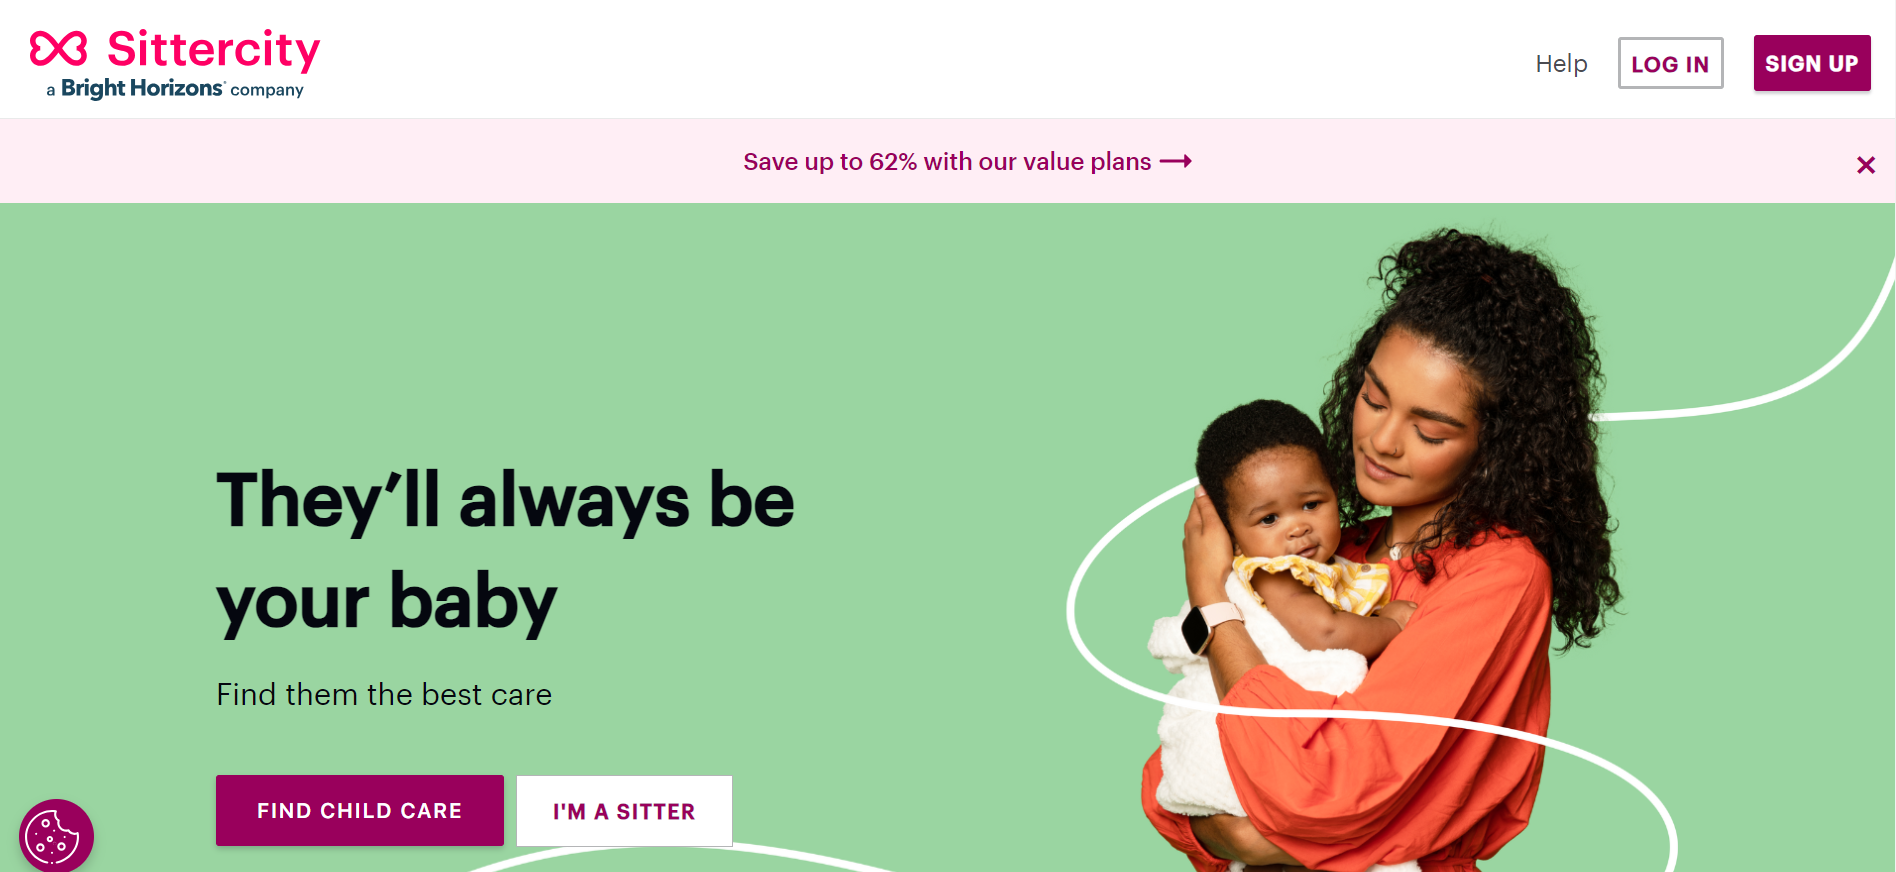 Sittercity
a Bright Horizons® company
Help
LOG IN
SIGN UP
Save up to 62% with our value plans →
They’ll always be
your baby
Find them the best care
FIND CHILD CARE
I'M A SITTER